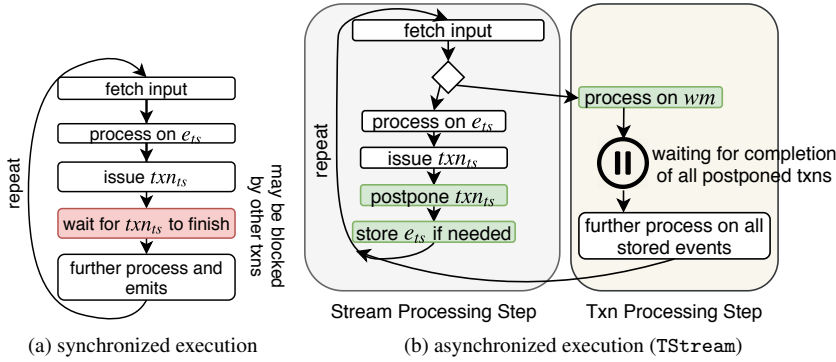 fetch input
process on e_ts
issue txn_ts
wait for txn_ts to finish
further process and
emits
repeat
may be blocked
by other txns
(a) synchronized execution
fetch input
process on e_ts
issue txn_ts
postpone txn_ts
store e_ts if needed
repeat
Stream Processing Step
process on wm
waiting for completion
of all postponed txns
further process on all
stored events
Txn Processing Step
(b) asynchronized execution (TStream)